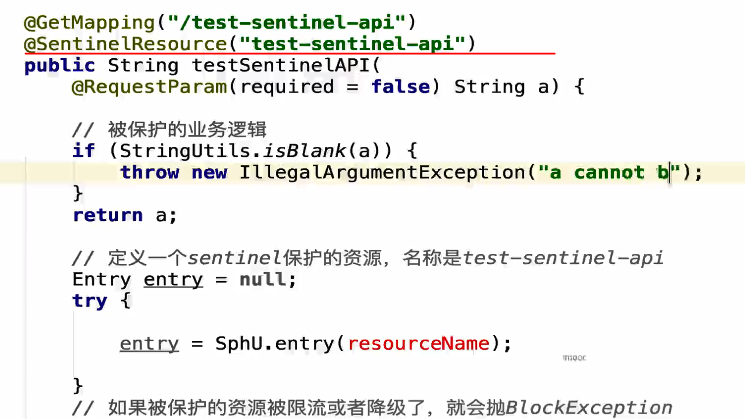 @GetMapping("/test-sentinel-api")
@SentinelResource("test-sentinel-api")
public String testSentinelAPI(
@RequestParam(required = false) String a) {
// 被保护的业务逻辑
if (StringUtils.isBlank(a)) {
throw new IllegalArgumentException("a cannot b");
}
return a;
// 定义一个sentinel保护的资源，名称是test-sentinel-api
Entry entry = null;
try {
entry = SphU.entry(resourceName);
}
// 如果被保护的资源被限流或者降级了，就会抛BlockException